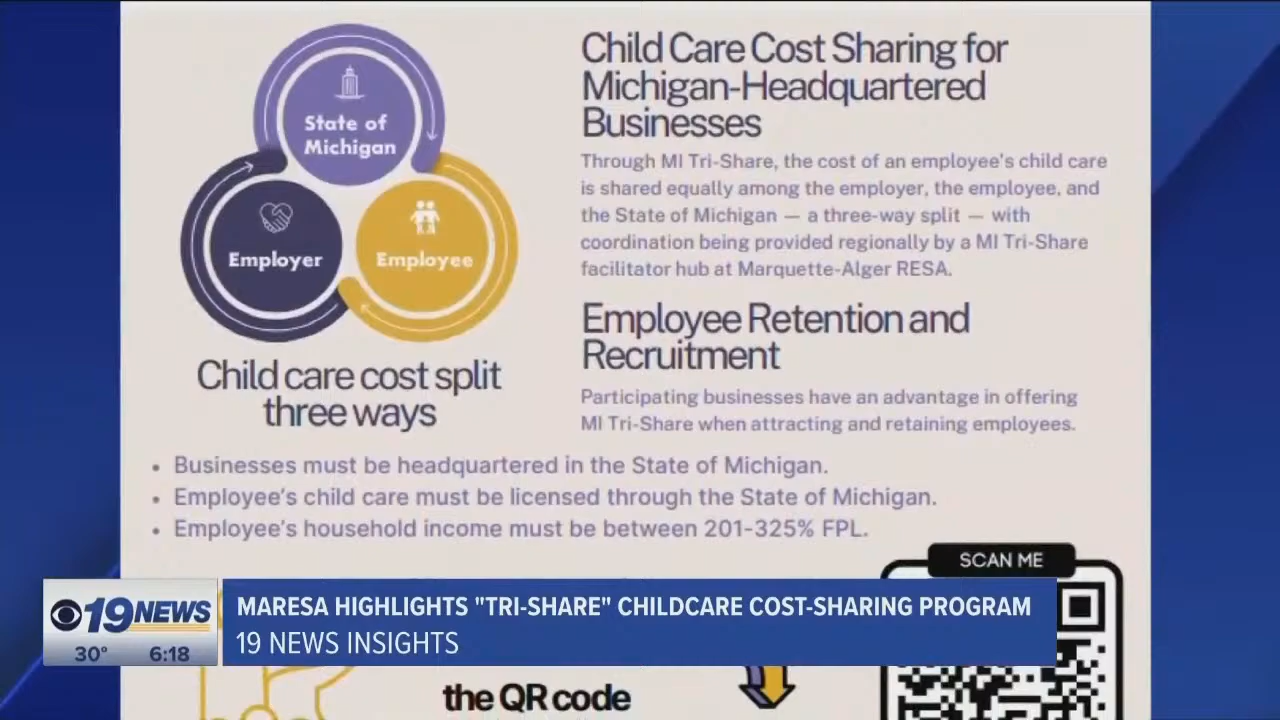 State of
Michigan
Employer
Employee
Child care cost split
three ways
Child Care Cost Sharing for
Michigan-Headquartered
Businesses
Through MI Tri-Share, the cost of an employee's child care
is shared equally among the employer, the employee, and
the State of Michigan — a three-way split — with
coordination being provided regionally by a MI Tri-Share
facilitator hub at Marquette-Alger RESA.
Employee Retention and
Recruitment
Participating businesses have an advantage in offering
MI Tri-Share when attracting and retaining employees.
• Businesses must be headquartered in the State of Michigan.
• Employee's child care must be licensed through the State of Michigan.
• Employee's household income must be between 201-325% FPL.
SCAN ME
19 NEWS
30° 6:18
MARESA HIGHLIGHTS "TRI-SHARE" CHILDCARE COST-SHARING PROGRAM
19 NEWS INSIGHTS
the QR code